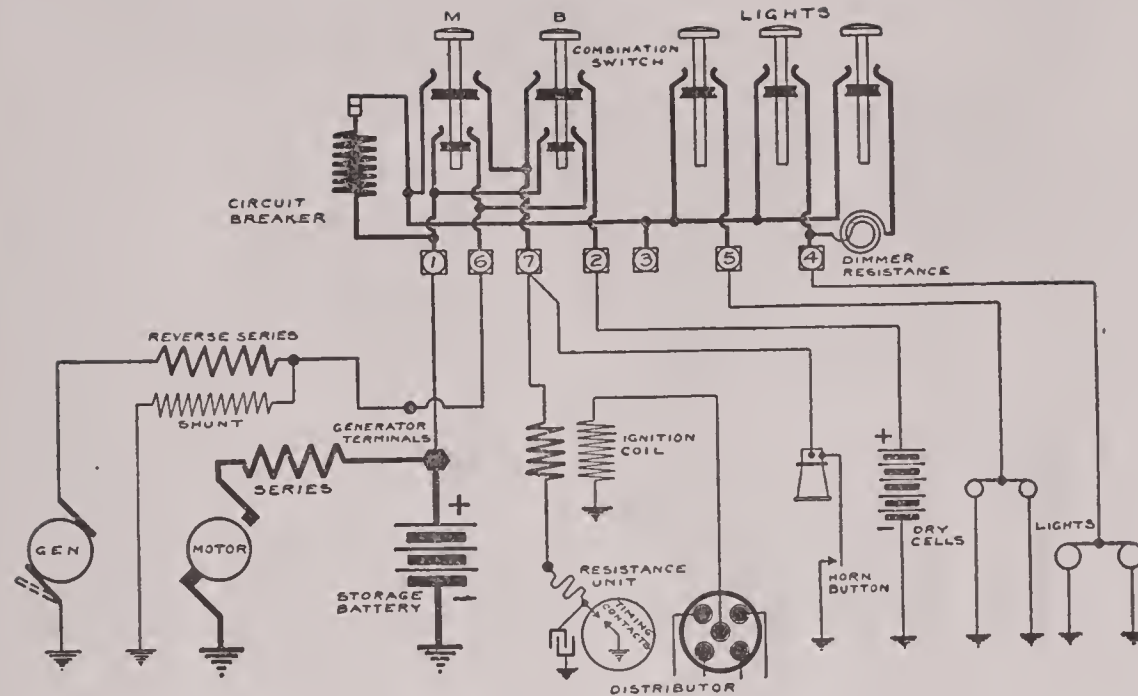 M
B
LIGHTS
COMBINATION
SWITCH
CIRCUIT
BREAKER
1
6
7
2
3
5
4
DIMMER
RESISTANCE
REVERSE SERIES
SHUNT
GENERATOR
TERMINALS
SERIES
IGNITION
COIL
+
-
+
-
GEN
MOTOR
STORAGE
BATTERY
RESISTANCE
UNIT
TIMING
CONTACTS
DISTRIBUTOR
HORN
BUTTON
DRY
CELLS
LIGHTS